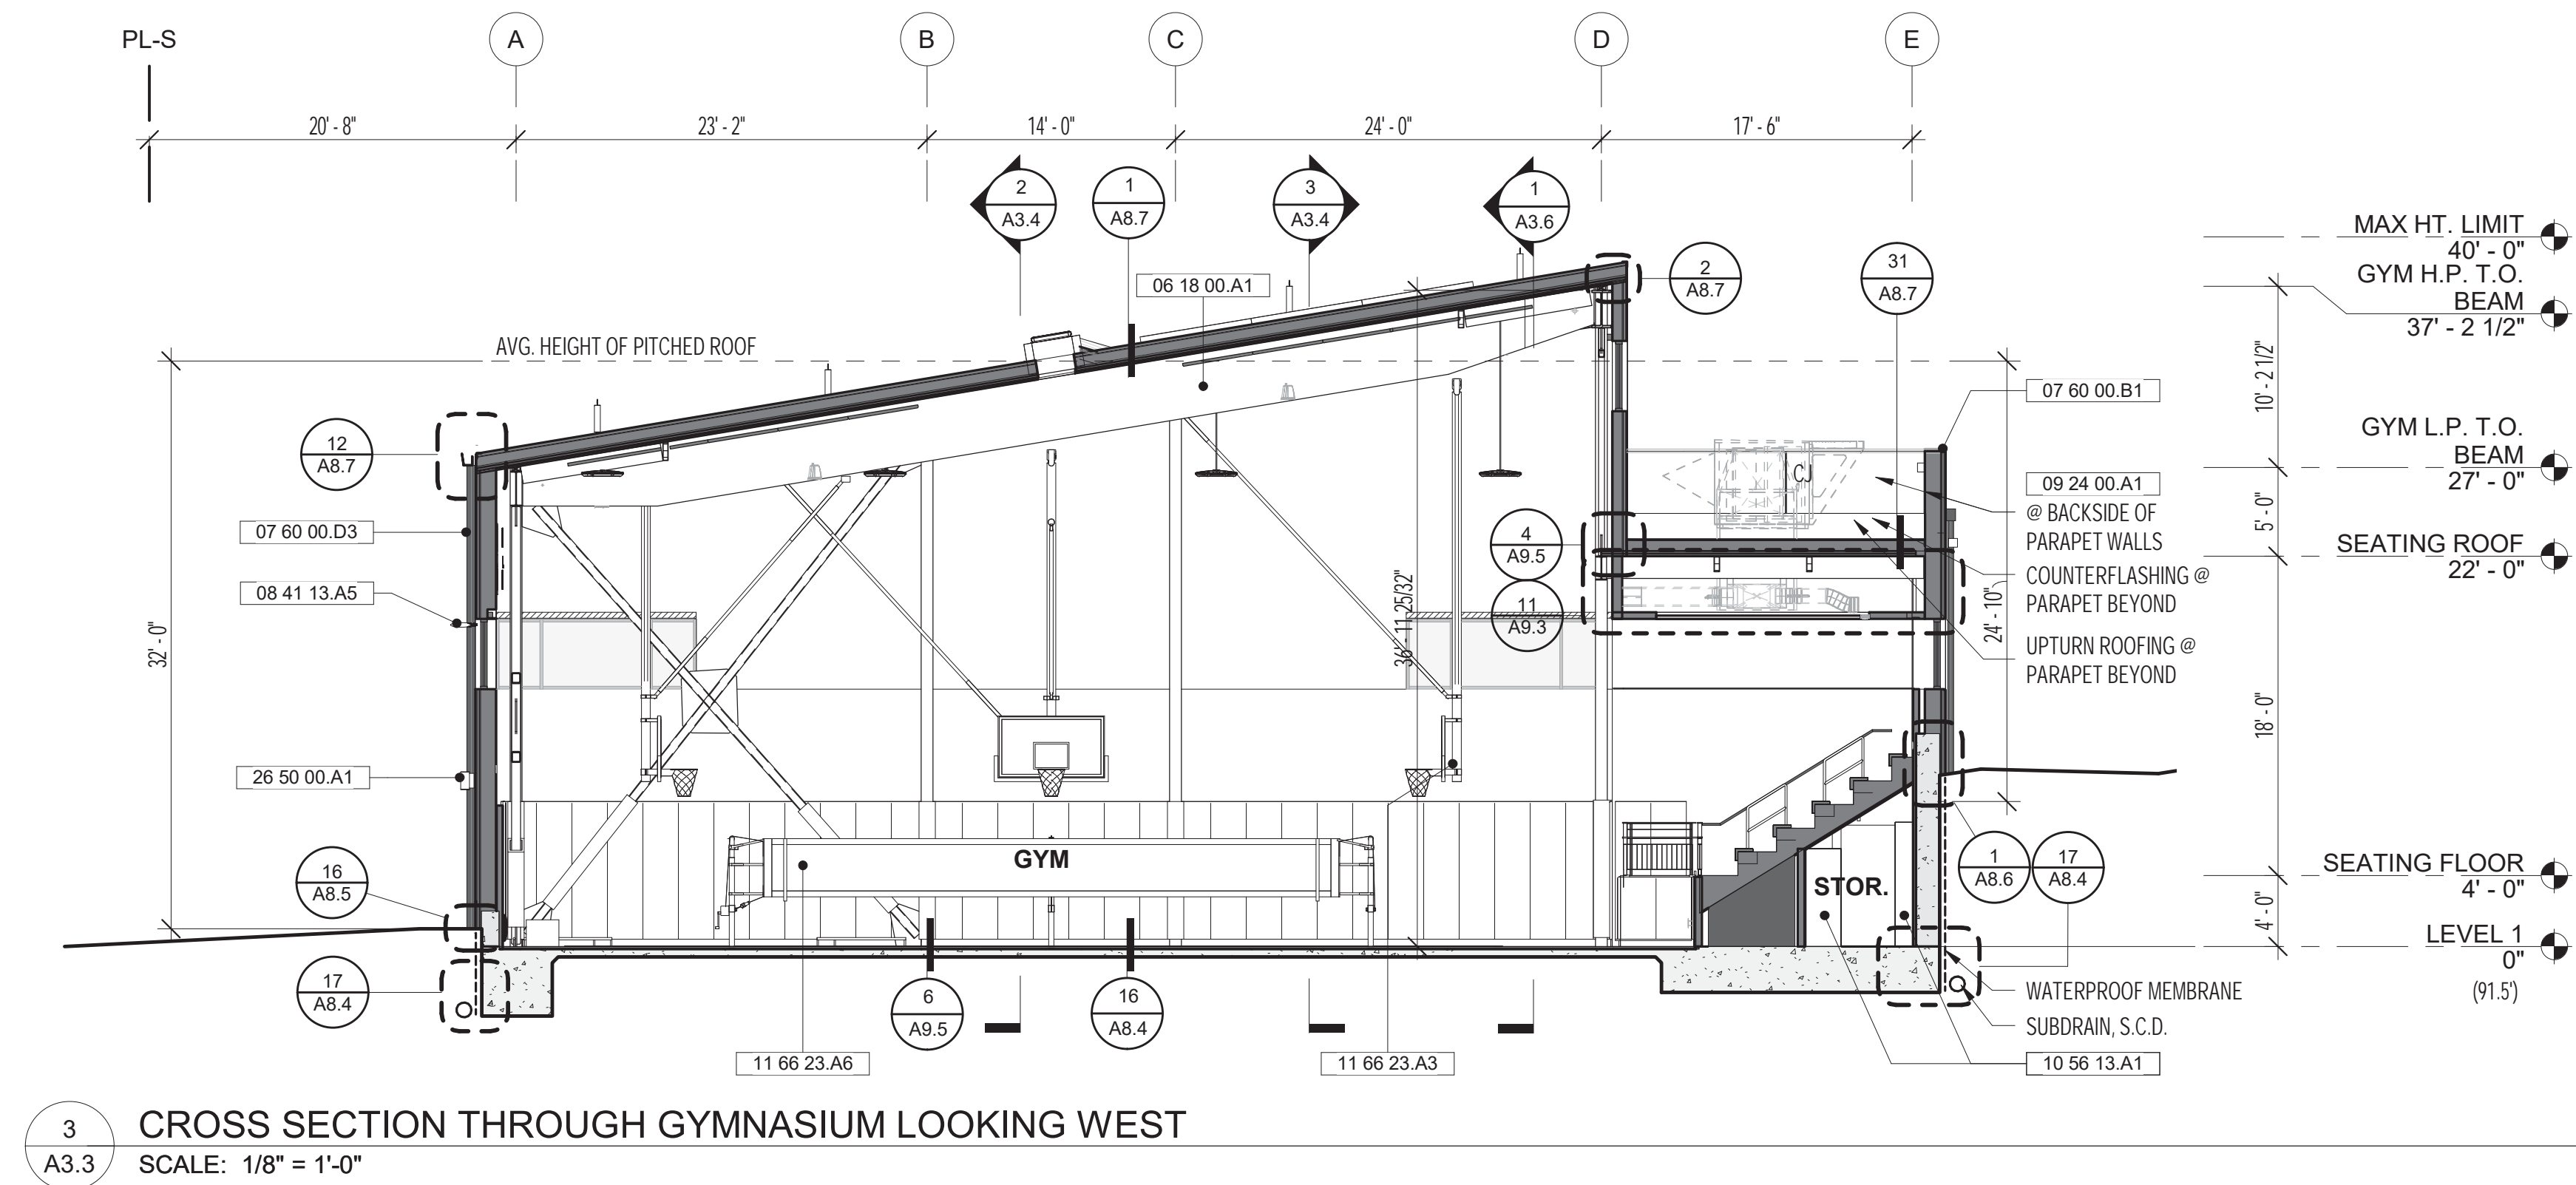 PL-S
A
B
C
D
E
20' - 8"
23' - 2"
14' - 0"
24' - 0"
17' - 6"
2
A3.4
1
A8.7
3
A3.4
1
A3.6
2
A8.7
31
A8.7
MAX HT. LIMIT
40' - 0"
GYM H.P. T.O.
BEAM
37' - 2 1/2"
06 18 00.A1
AVG. HEIGHT OF PITCHED ROOF
10' - 2 1/2"
07 60 00.B1
12
A8.7
GYM L.P. T.O.
BEAM
27' - 0"
CJ
09 24 00.A1
@ BACKSIDE OF
PARAPET WALLS
5' - 0"
07 60 00.D3
4
A9.5
SEATING ROOF
22' - 0"
08 41 13.A5
COUNTERFLASHING @
PARAPET BEYOND
11
A9.3
36' - 11 25/32"
24' - 10"
32' - 0"
UPTURN ROOFING @
PARAPET BEYOND
18' - 0"
26 50 00.A1
GYM
STOR.
16
A8.5
1
A8.6
17
A8.4
SEATING FLOOR
4' - 0"
4' - 0"
LEVEL 1
0"
(91.5')
17
A8.4
6
A9.5
16
A8.4
WATERPROOF MEMBRANE
SUBDRAIN, S.C.D.
11 66 23.A6
11 66 23.A3
10 56 13.A1
3
A3.3
CROSS SECTION THROUGH GYMNASIUM LOOKING WEST
SCALE: 1/8" = 1'-0"